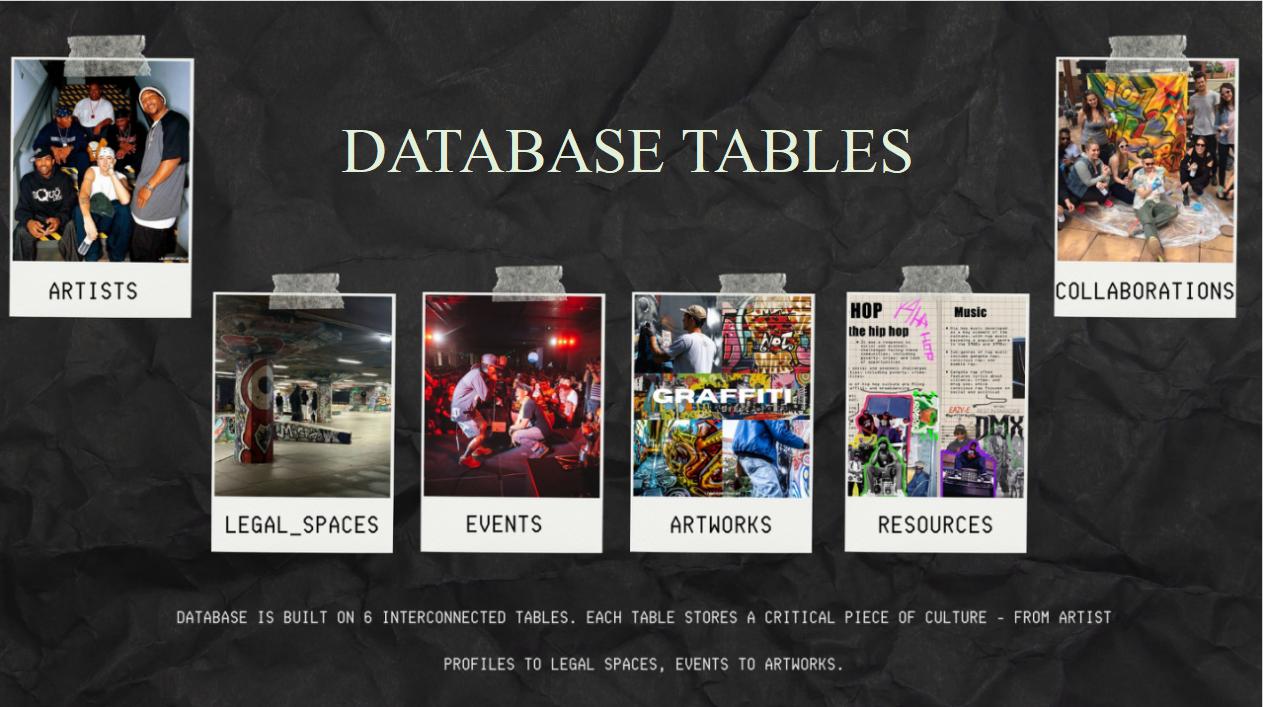 DATABASE TABLES
ARTISTS
COLLABORATIONS
LEGAL_SPACES
EVENTS
GRAFFITI
ARTWORKS
HOP
the hip hop
Music
EAZY-E
DMX
RESOURCES
DATABASE IS BUILT ON 6 INTERCONNECTED TABLES. EACH TABLE STORES A CRITICAL PIECE OF CULTURE - FROM ARTIST
PROFILES TO LEGAL SPACES, EVENTS TO ARTWORKS.